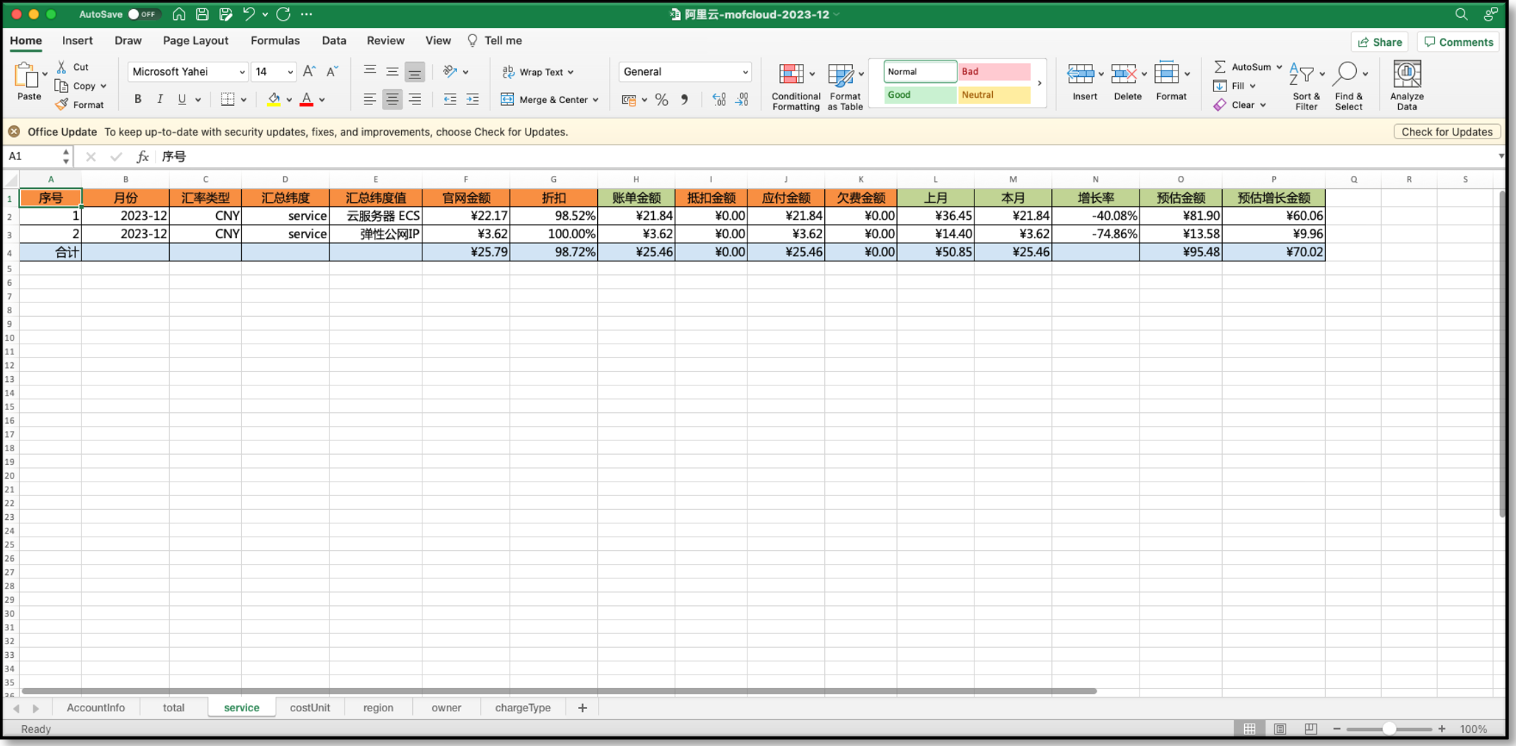 AutoSave OFF 阿里云-mofcloud-2023-12
Home Insert Draw Page Layout Formulas Data Review View Tell me Share Comments
Paste Cut Copy Format
Microsoft Yahei 14 A A
B I U A
Wrap Text
Merge & Center
General
Conditional Formatting
Format as Table
Normal Bad
Good Neutral
Insert Delete Format
AutoSum
Fill
Clear
Sort & Filter
Find & Select
Analyze Data
Office Update To keep up-to-date with security updates, fixes, and improvements, choose Check for Updates. Check for Updates
A1 fx 序号
A B C D E F G H I J K L M N O P Q R S
1 序号 月份 汇率类型 汇总纬度 汇总纬度值 官网金额 折扣 账单金额 抵扣金额 应付金额 欠费金额 上月 本月 增长率 预估金额 预估增长金额
2 1 2023-12 CNY service 云服务器 ECS ¥22.17 98.52% ¥21.84 ¥0.00 ¥21.84 ¥0.00 ¥36.45 ¥21.84 -40.08% ¥81.90 ¥60.06
3 2 2023-12 CNY service 弹性公网IP ¥3.62 100.00% ¥3.62 ¥0.00 ¥3.62 ¥0.00 ¥14.40 ¥3.62 -74.86% ¥13.58 ¥9.96
4 合计 ¥25.79 98.72% ¥25.46 ¥0.00 ¥25.46 ¥0.00 ¥50.85 ¥25.46 ¥95.48 ¥70.02
5
6
7
8
9
10
11
12
13
14
15
16
17
18
19
20
21
22
23
24
25
26
27
28
29
30
31
32
33
34
35
36
AccountInfo total service costUnit region owner chargeType +
Ready 100%